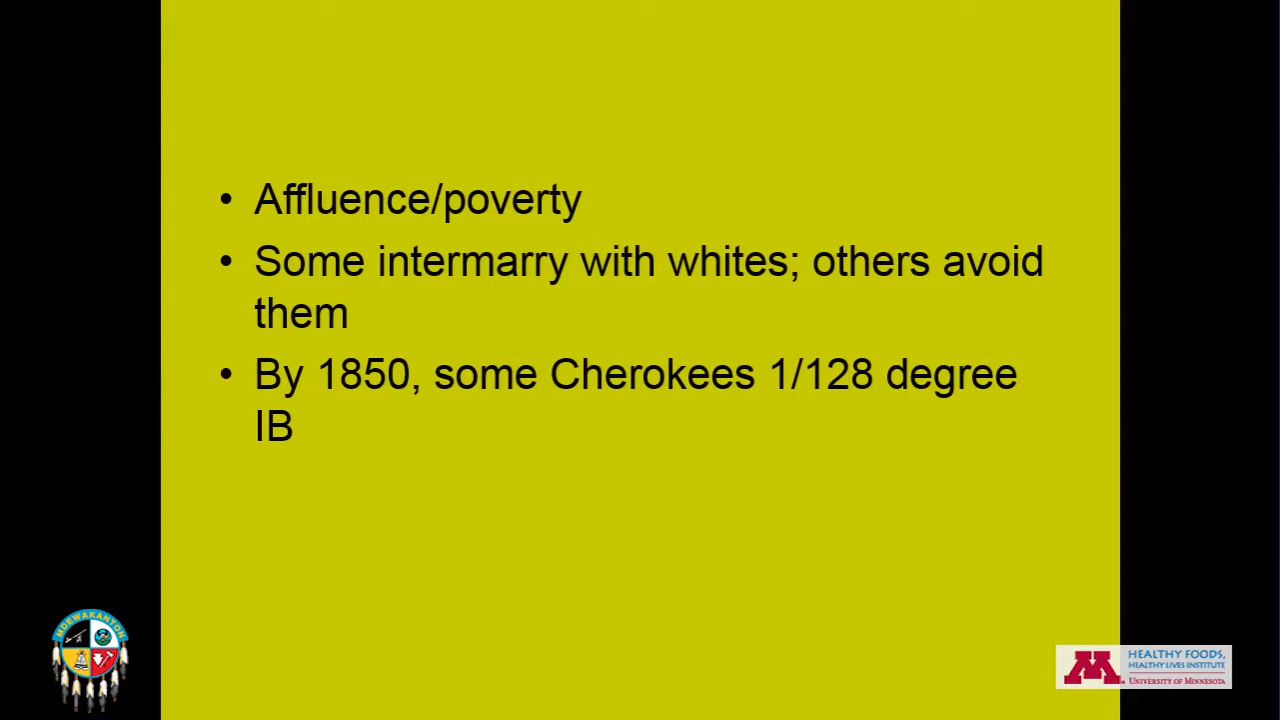 • Affluence/poverty
• Some intermarry with whites; others avoid
them
• By 1850, some Cherokees 1/128 degree
IB
MDEWAKANTON
M.
HEALTHY FOODS,
HEALTHY LIVES INSTITUTE
UNIVERSITY OF MINNESOTA